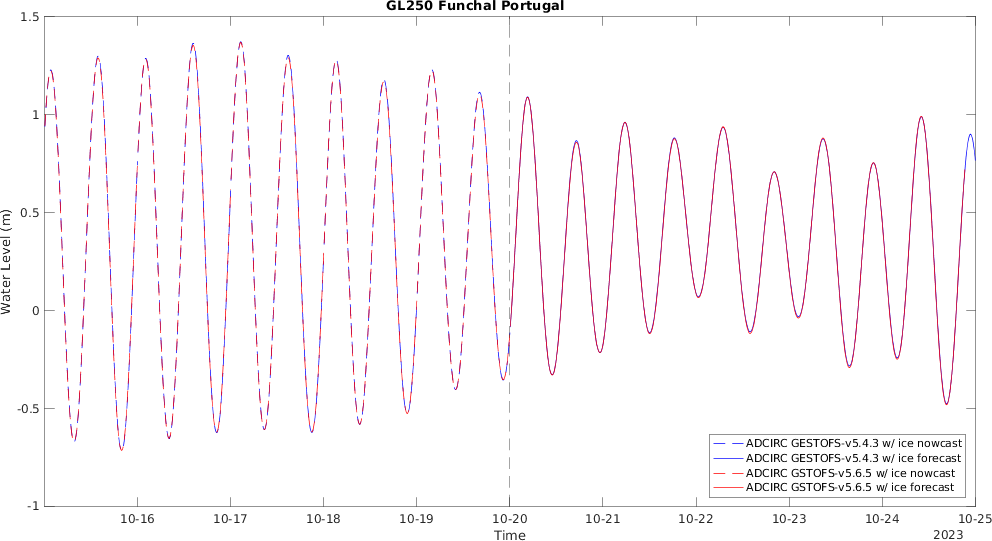 GL250 Funchal Portugal
1.5
1
0.5
0
-0.5
-1
Water Level (m)
10-16
10-17
10-18
10-19
10-20
10-21
10-22
10-23
10-24
10-25
Time
2023
ADCIRC GESTOFS-v5.4.3 w/ ice nowcast
ADCIRC GESTOFS-v5.4.3 w/ ice forecast
ADCIRC GSTOFS-v5.6.5 w/ ice nowcast
ADCIRC GSTOFS-v5.6.5 w/ ice forecast